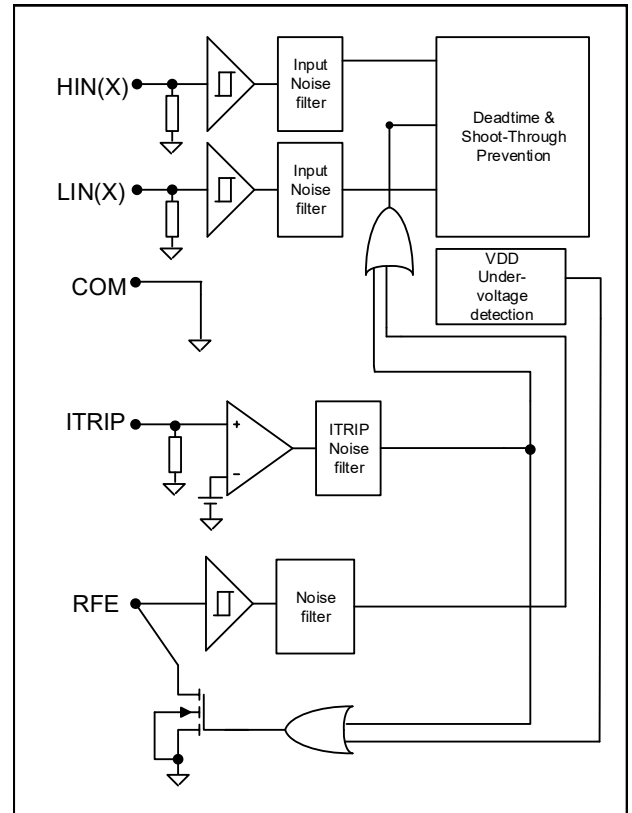 HIN(X)
Input
Noise
filter
Deadtime &
Shoot-Through
Prevention
LIN(X)
Input
Noise
filter
COM
VDD
Under-
voltage
detection
ITRIP
+
−
ITRIP
Noise
filter
RFE
Noise
filter